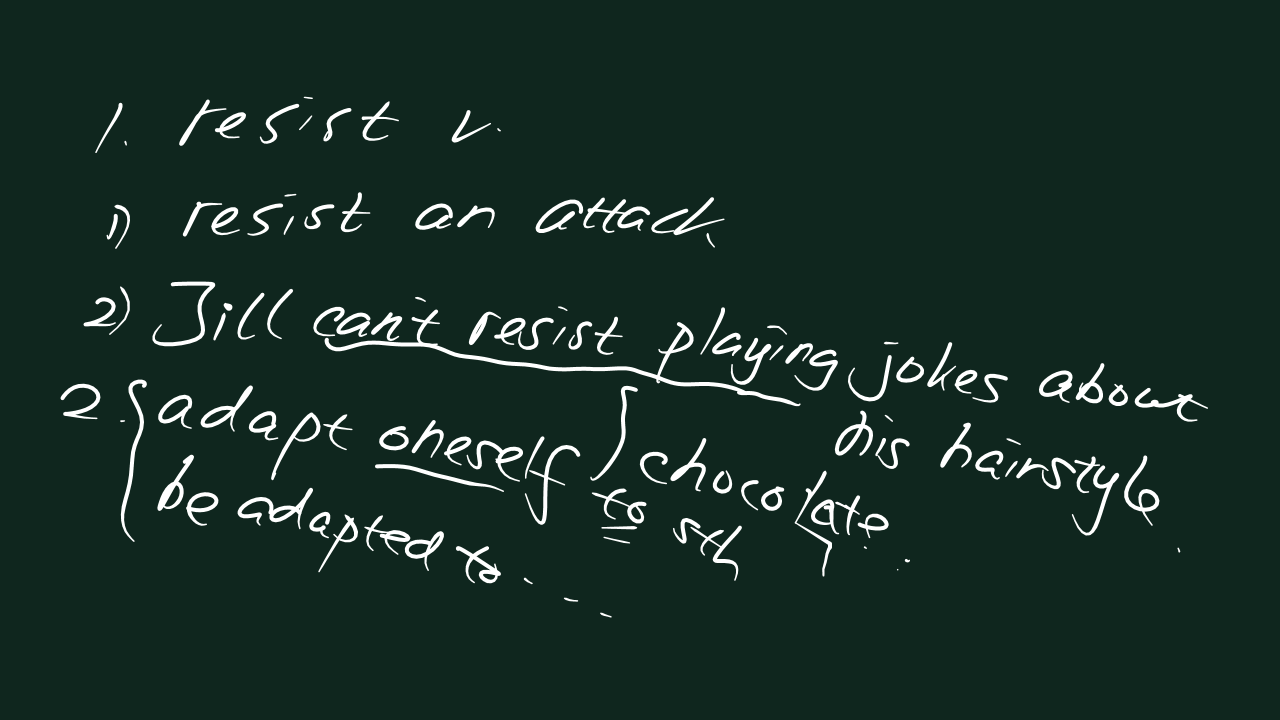 1. resist v.
1) resist an attack
2) Jill can't resist playing jokes about
his hairstyle.
chocolate.
2. adapt oneself to sth
be adapted to ...